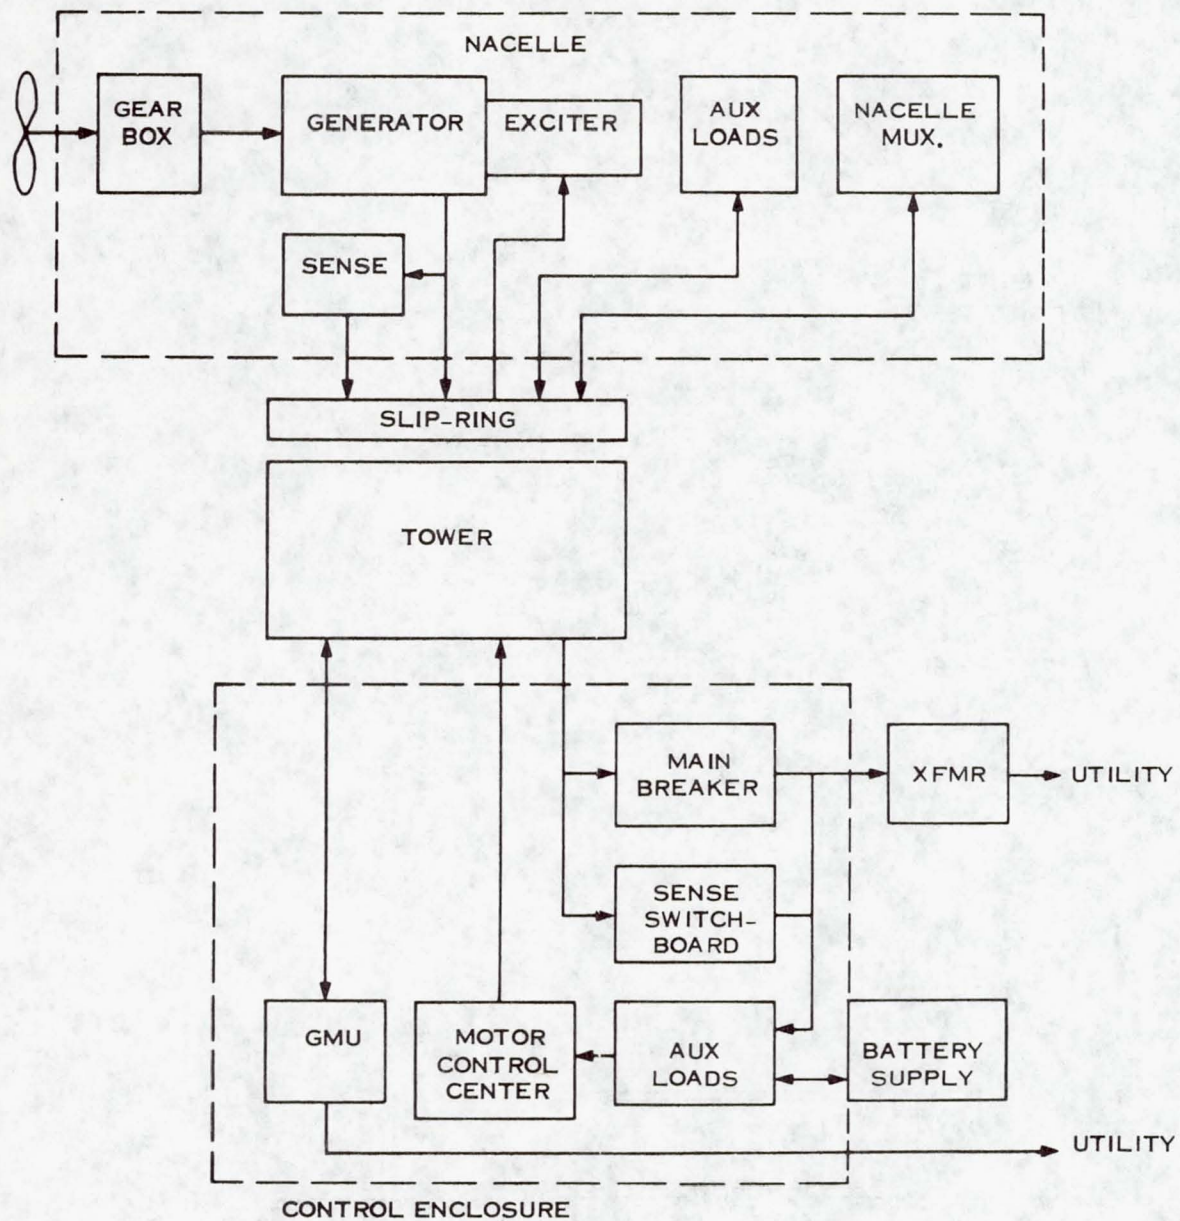 NACELLE
GEAR
BOX
GENERATOR
EXCITER
AUX
LOADS
NACELLE
MUX.
SENSE
SLIP-RING
TOWER
MAIN
BREAKER
XFMR
UTILITY
SENSE
SWITCH-
BOARD
GMU
MOTOR
CONTROL
CENTER
AUX
LOADS
BATTERY
SUPPLY
UTILITY
CONTROL ENCLOSURE